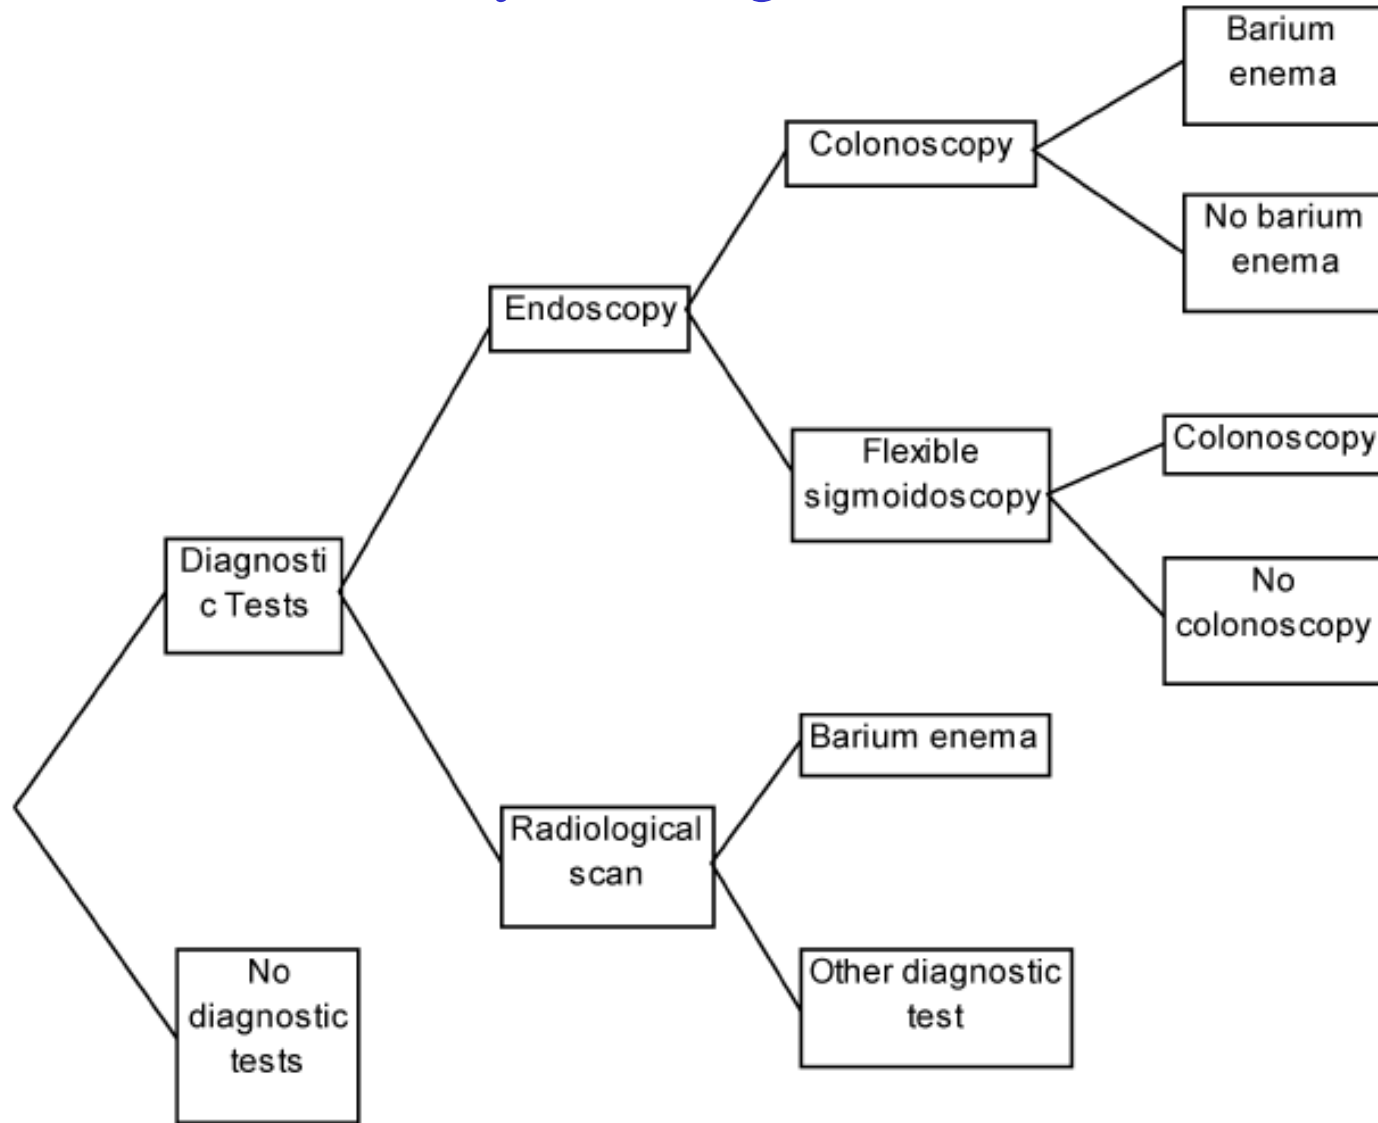 Barium
enema
Colonoscopy
No barium
enema
Endoscopy
Flexible
sigmoidoscopy
Colonoscopy
No
colonoscopy
Diagnosti
c Tests
Barium enema
Radiological
scan
Other diagnostic
test
No
diagnostic
tests